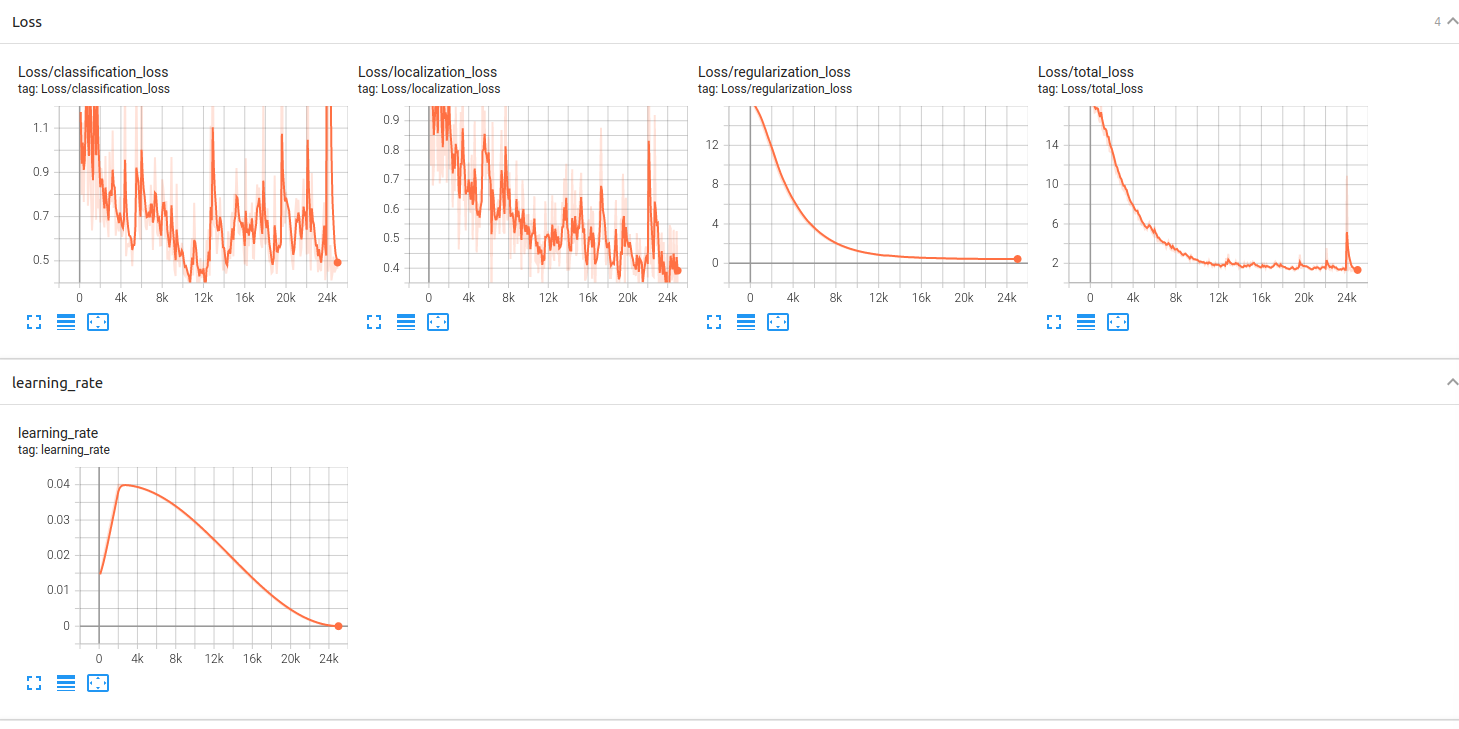 Loss
4
Loss/classification_loss
tag: Loss/classification_loss
1.1
0.9
0.7
0.5
0 4k 8k 12k 16k 20k 24k
Loss/localization_loss
tag: Loss/localization_loss
0.9
0.8
0.7
0.6
0.5
0.4
0 4k 8k 12k 16k 20k 24k
Loss/regularization_loss
tag: Loss/regularization_loss
12
8
4
0
0 4k 8k 12k 16k 20k 24k
Loss/total_loss
tag: Loss/total_loss
14
10
6
2
0 4k 8k 12k 16k 20k 24k
learning_rate
learning_rate
tag: learning_rate
0.04
0.03
0.02
0.01
0
0 4k 8k 12k 16k 20k 24k